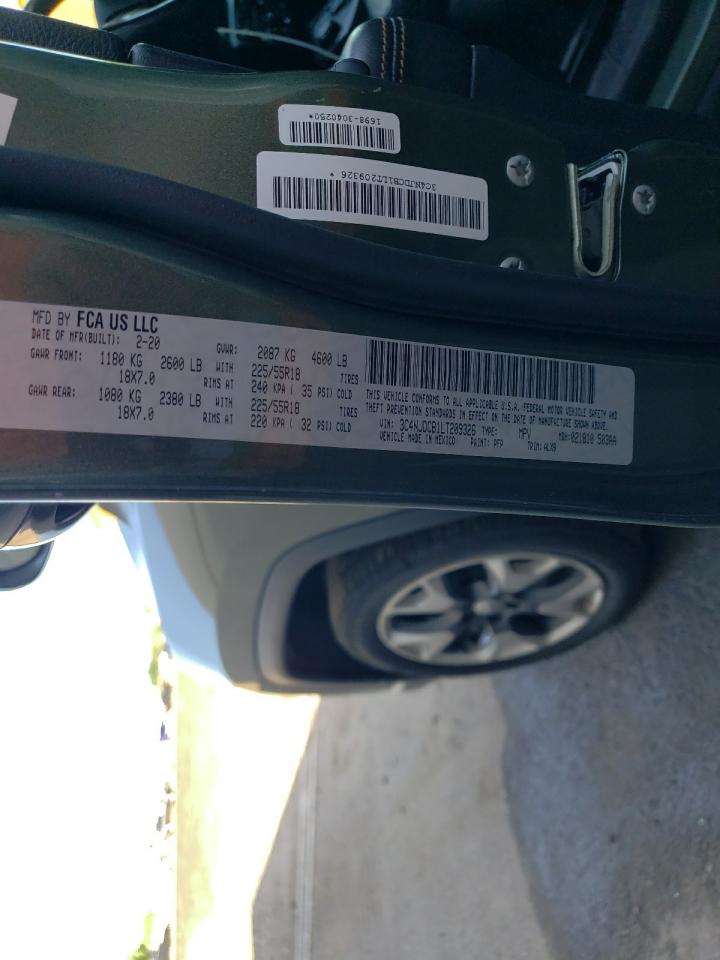 1698-3040250*
3C4NJDCB1LT209326 *
MFD BY FCA US LLC
DATE OF MFR(BUILT): 2-20
GVWR: 2087 KG 4600 LB
GAWR FRONT: 1180 KG 2600 LB WITH 225/55R18 TIRES
18X7.0 RIMS AT 240 KPA ( 35 PSI) COLD
GAWR REAR: 1080 KG 2380 LB WITH 225/55R18 TIRES
18X7.0 RIMS AT 220 KPA ( 32 PSI) COLD
THIS VEHICLE CONFORMS TO ALL APPLICABLE U.S.A. FEDERAL MOTOR VEHICLE SAFETY AND
THEFT PREVENTION STANDARDS IN EFFECT ON THE DATE OF MANUFACTURE SHOWN ABOVE.
VIN: 3C4NJDCB1LT209326 TYPE: MPV MDH: 021810 503AA
VEHICLE MADE IN MEXICO PAINT: PFP TRIM: ALX9